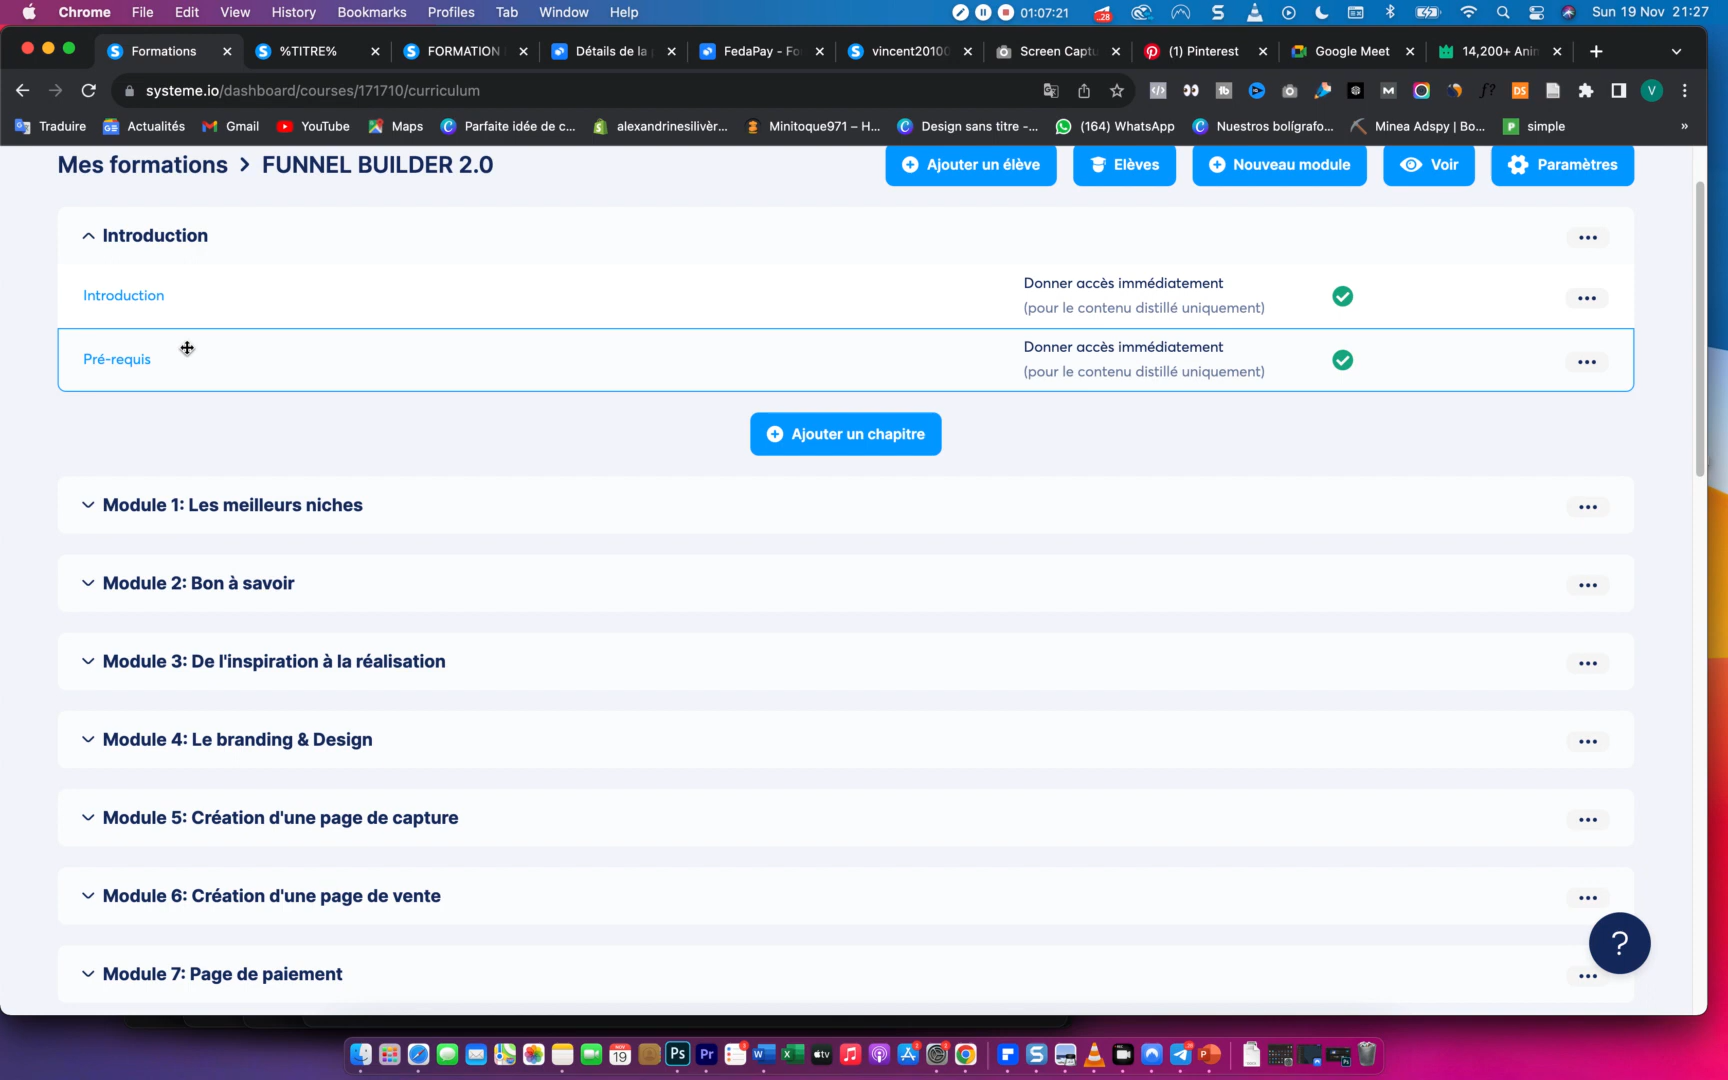 Chrome File Edit View History Bookmarks Profiles Tab Window Help 01:07:21 Sun 19 Nov 21:27
Formations %TITRE% FORMATION Détails de la FedaPay - Fo vincent20100 Screen Captu (1) Pinterest Google Meet 14,200+ Anin
systeme.io/dashboard/courses/171710/curriculum
Traduire Actualités Gmail YouTube Maps Parfaite idée de c... alexandrinesilivèr... Minitoque971 – H... Design sans titre -... (164) WhatsApp Nuestros bolígrafo... Minea Adspy | Bo... simple »
Mes formations > FUNNEL BUILDER 2.0 Ajouter un élève Elèves Nouveau module Voir Paramètres
Introduction
Introduction Donner accès immédiatement
(pour le contenu distillé uniquement)
Pré-requis Donner accès immédiatement
(pour le contenu distillé uniquement)
Ajouter un chapitre
Module 1: Les meilleurs niches
Module 2: Bon à savoir
Module 3: De l'inspiration à la réalisation
Module 4: Le branding & Design
Module 5: Création d'une page de capture
Module 6: Création d'une page de vente
?
Module 7: Page de paiement